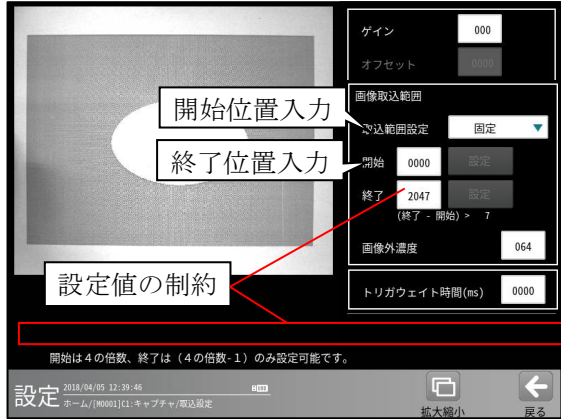 ゲイン 000
オフセット 0000
画像取込範囲
開始位置入力
取込範囲設定 固定
終了位置入力
開始 0000 設定
終了 2047 設定
(終了 - 開始) > 7
画像外濃度 064
設定値の制約
トリガウェイト時間(ms) 0000
開始は４の倍数、終了は（４の倍数-１）のみ設定可能です。
設定 2018/04/05 12:39:46
ホーム/[M0001]C1:キャプチャ/取込設定
拡大縮小 戻る